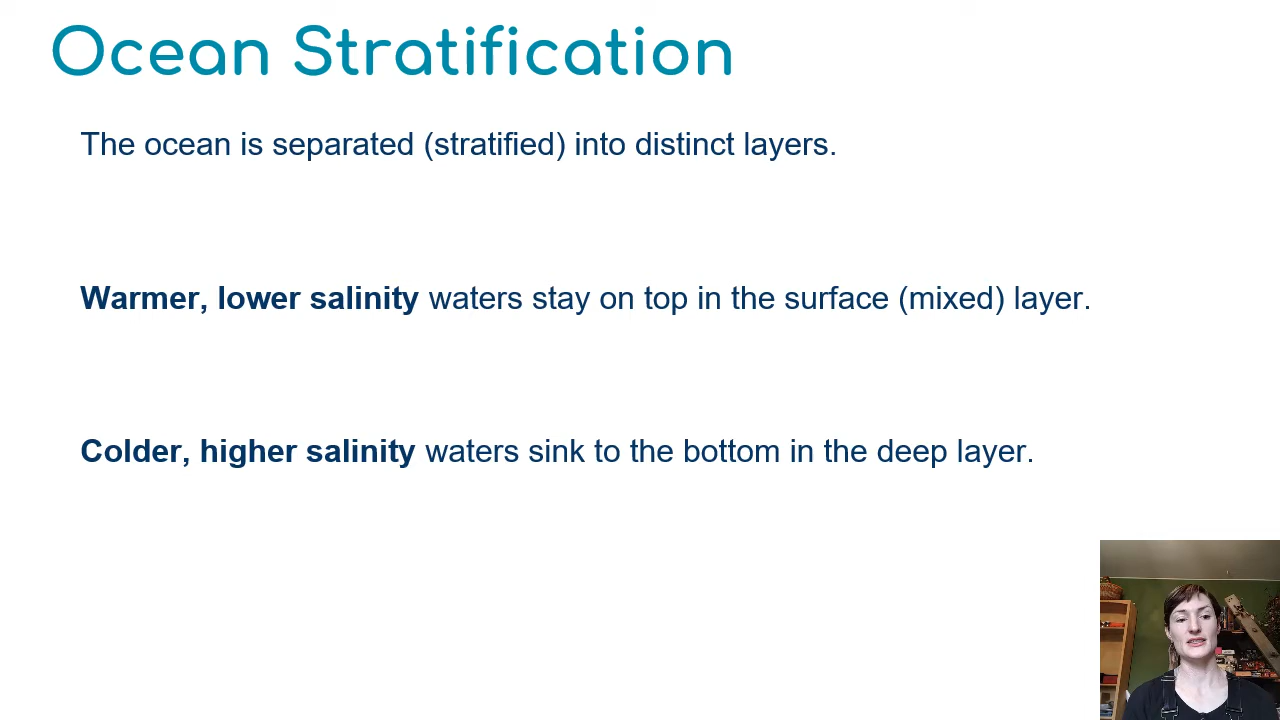 Ocean Stratification
The ocean is separated (stratified) into distinct layers.
Warmer, lower salinity waters stay on top in the surface (mixed) layer.
Colder, higher salinity waters sink to the bottom in the deep layer.